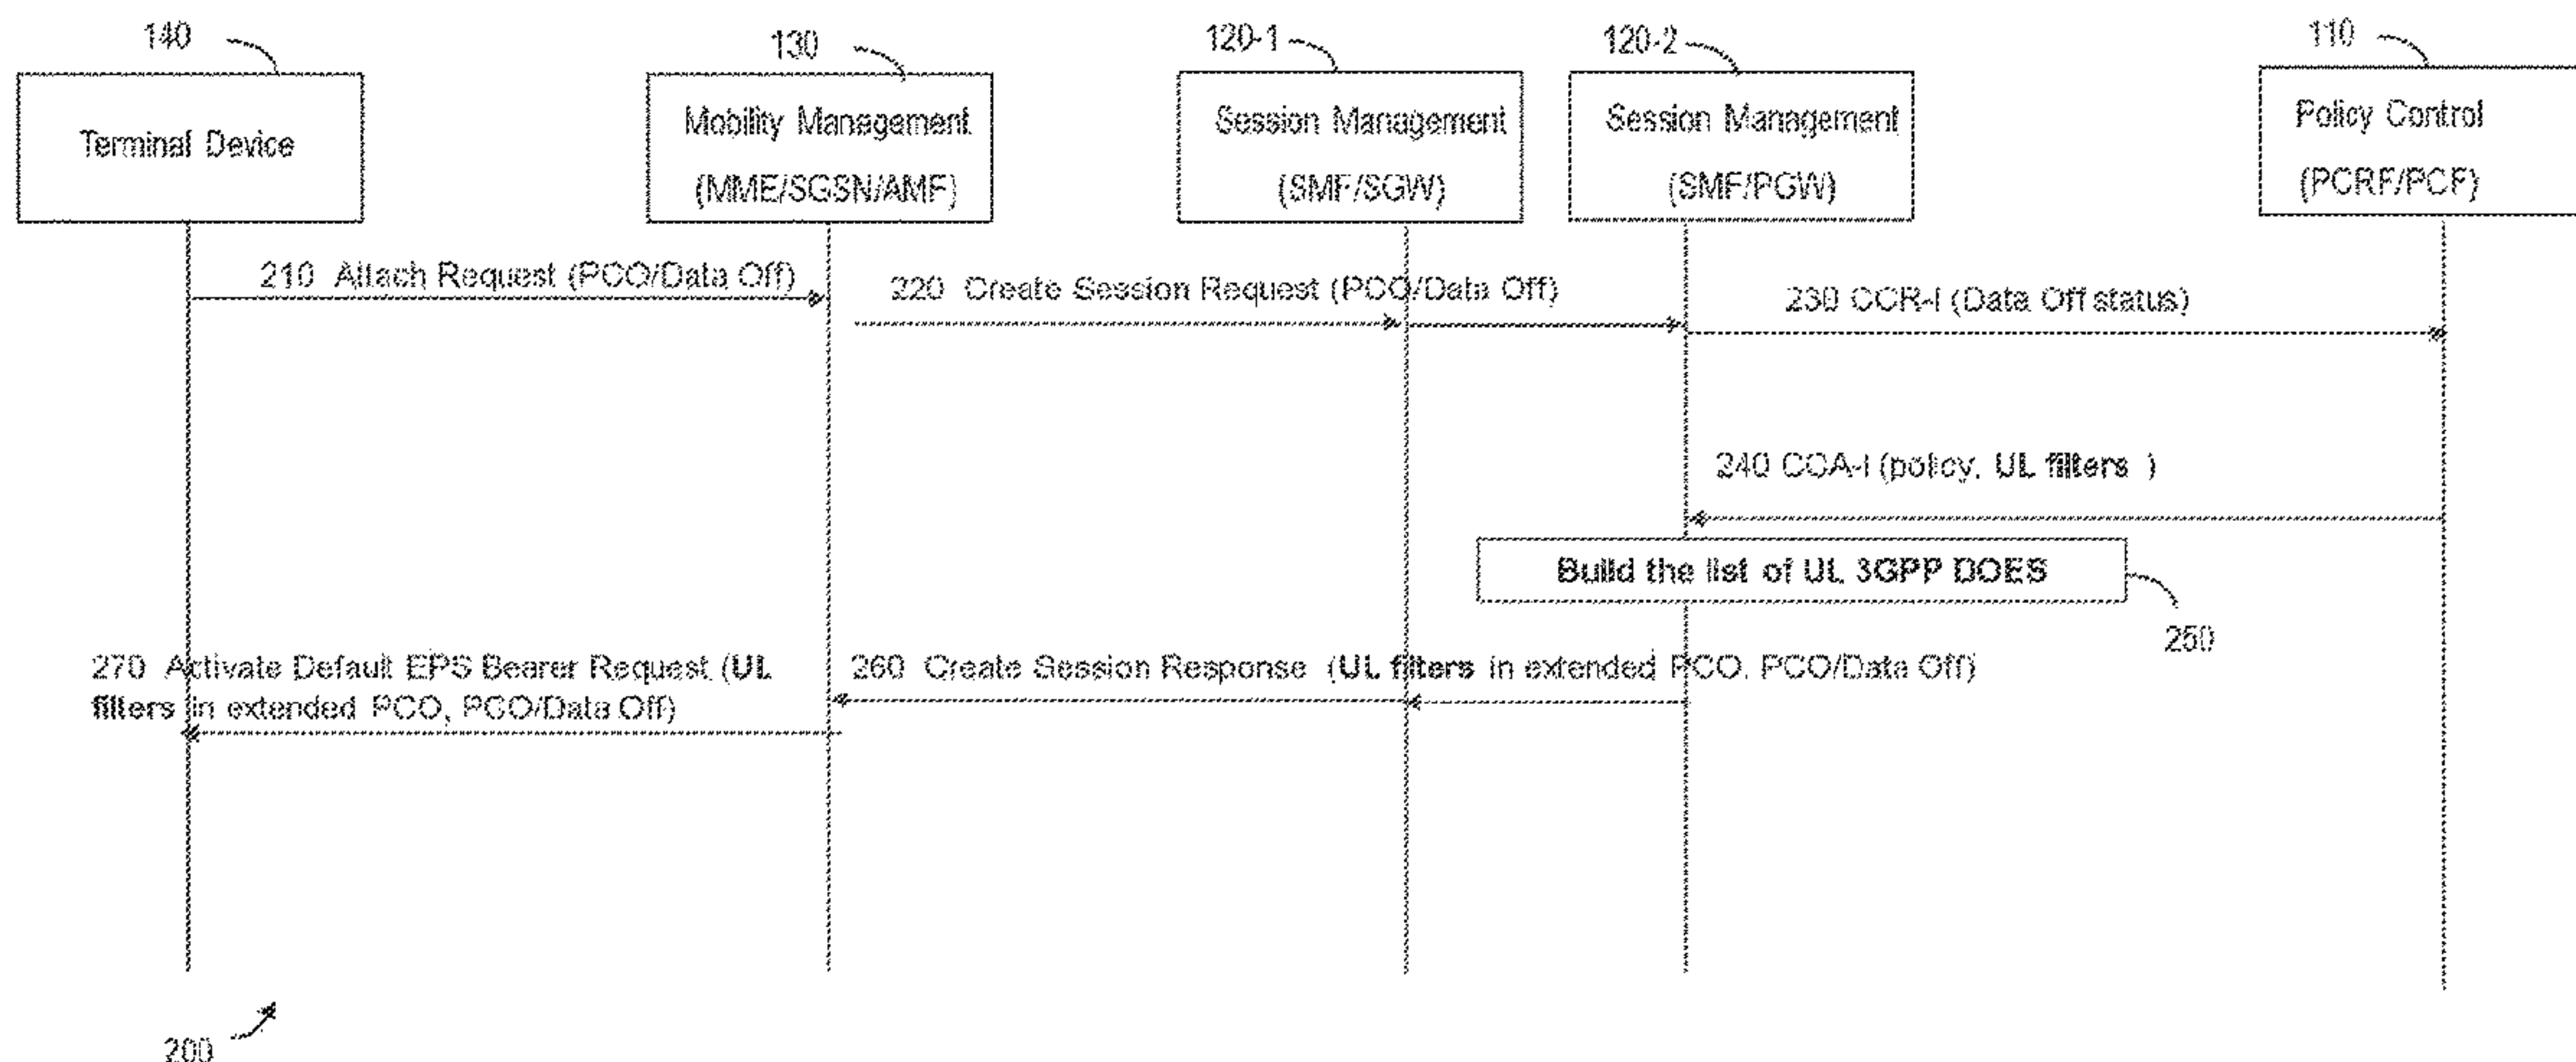 140
130
120-1
120-2
110
Terminal Device
Mobility Management
(MME/SGSN/AMF)
Session Management
(SMF/SGW)
Session Management
(SMF/PGW)
Policy Control
(PCRF/PCF)
210 Attach Request (PCO/Data Off)
220 Create Session Request (PCO/Data Off)
230 CCR-I (Data Off status)
240 CCA-I (policy, UL filters )
Build the list of UL 3GPP DOES
250
270 Activate Default EPS Bearer Request (UL
filters in extended PCO, PCO/Data Off)
260 Create Session Response (UL filters in extended PCO, PCO/Data Off)
200